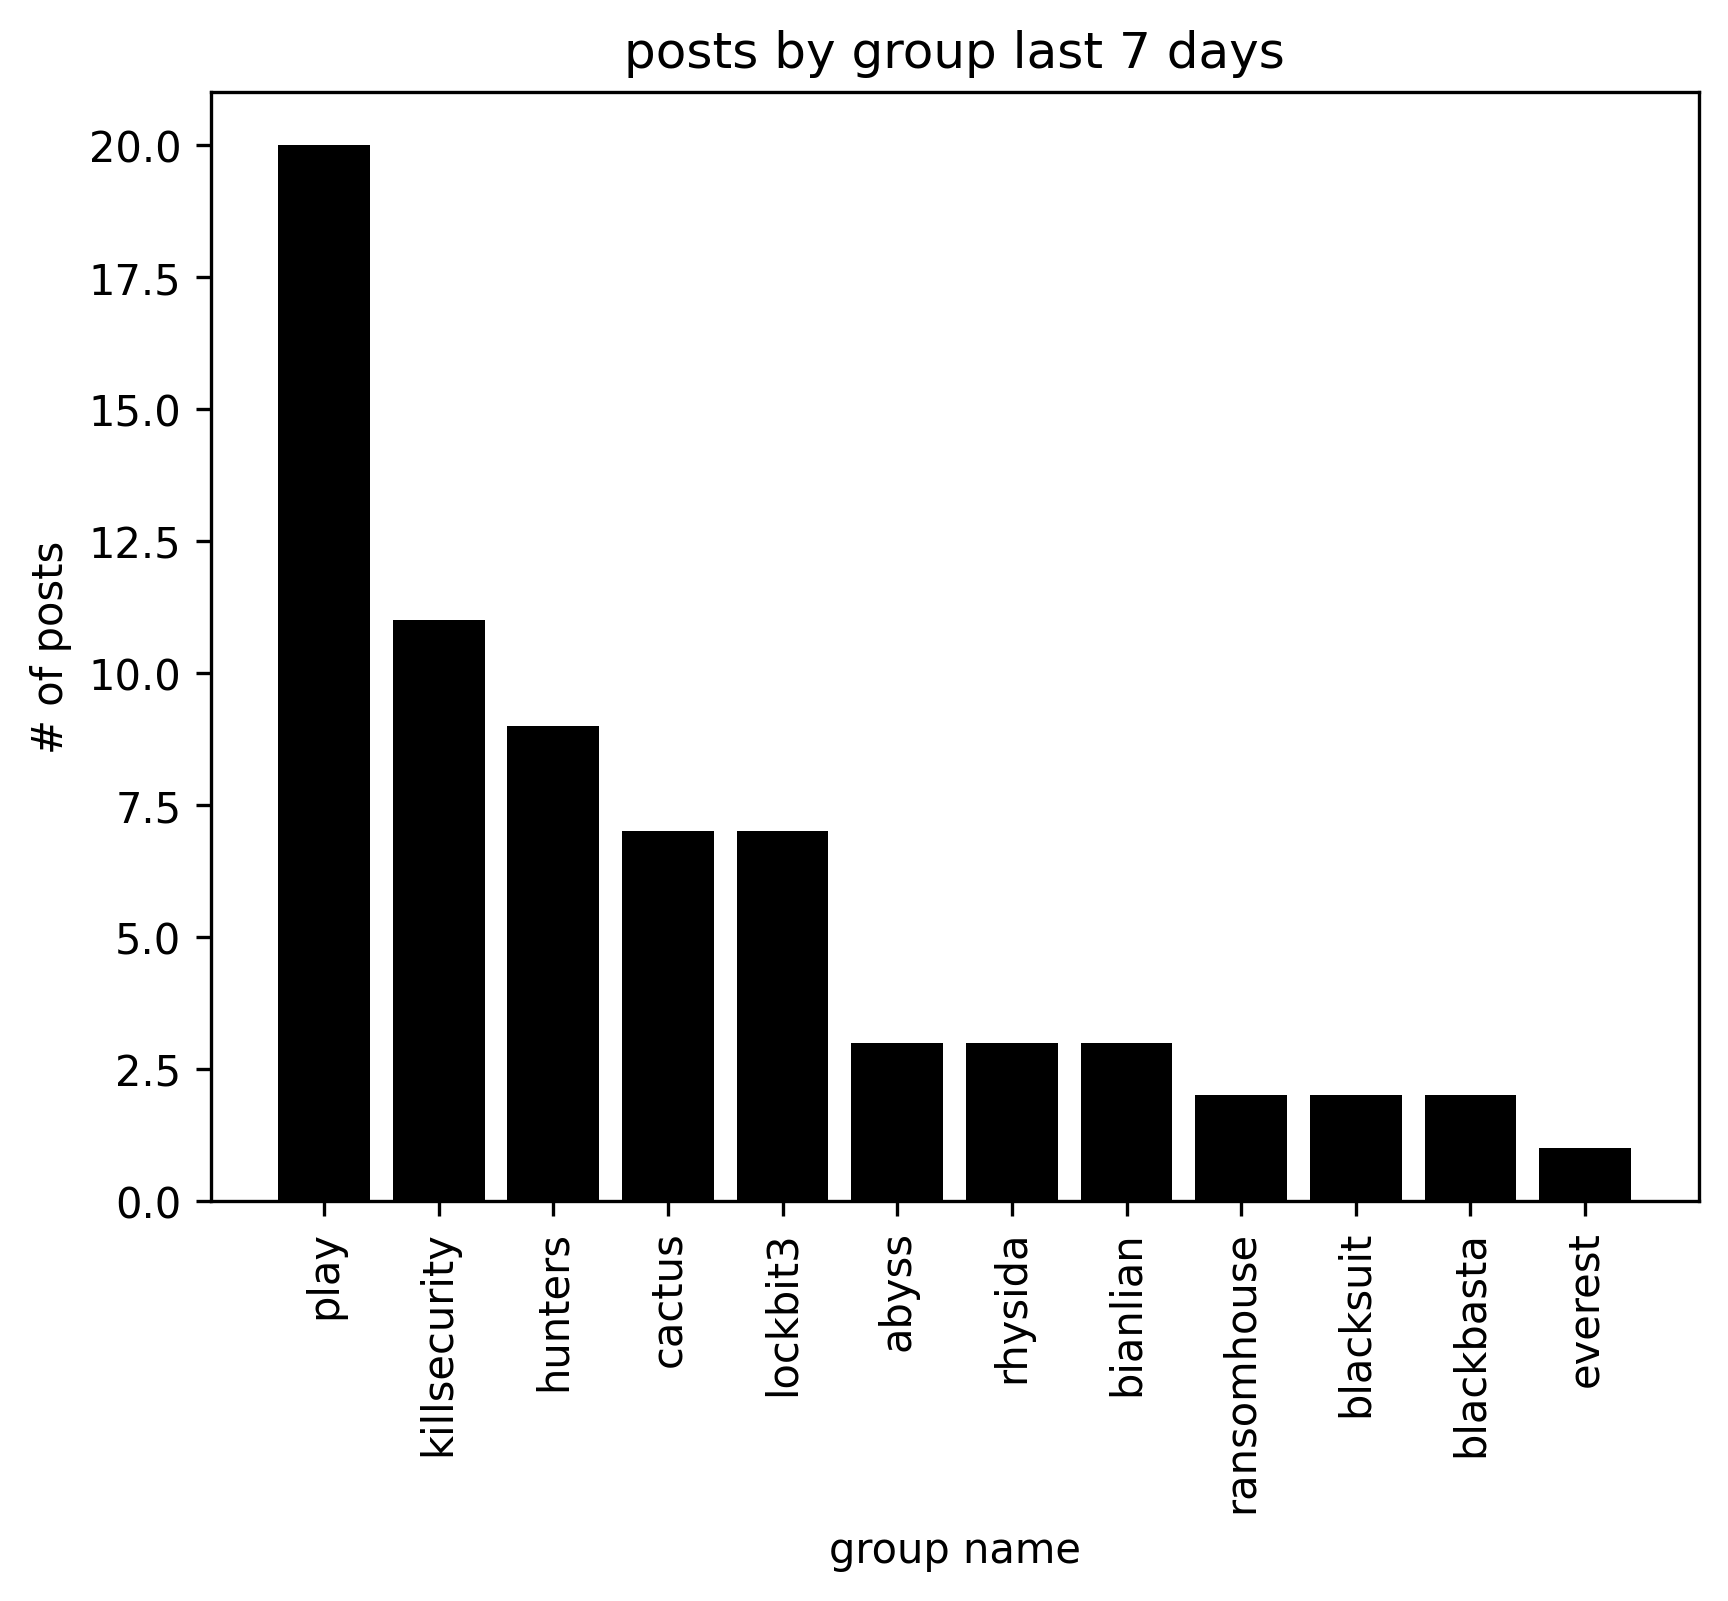 posts by group last 7 days
# of posts
20.0
17.5
15.0
12.5
10.0
7.5
5.0
2.5
0.0
play
killsecurity
hunters
cactus
lockbit3
abyss
rhysida
bianlian
ransomhouse
blacksuit
blackbasta
everest
group name